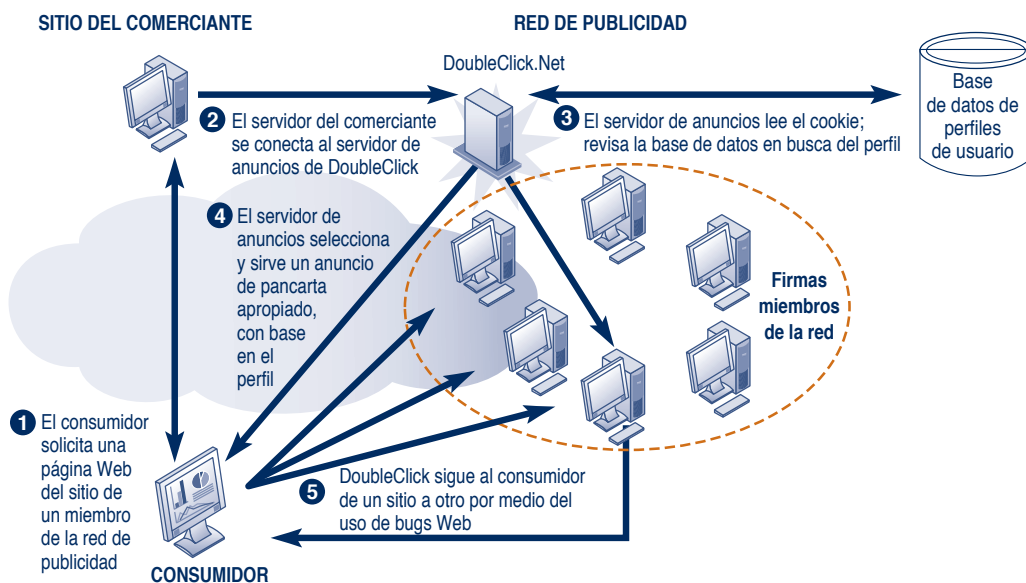 SITIO DEL COMERCIANTE
RED DE PUBLICIDAD
DoubleClick.Net
Base
de datos de
perfiles
de usuario
2 El servidor del comerciante
se conecta al servidor de
anuncios de DoubleClick
3 El servidor de anuncios lee el cookie;
revisa la base de datos en busca del perfil
4 El servidor de
anuncios selecciona
y sirve un anuncio
de pancarta
apropiado,
con base
en el
perfil
Firmas
miembros
de la red
1 El consumidor
solicita una
página Web
del sitio de
un miembro
de la red de
publicidad
5 DoubleClick sigue al consumidor
de un sitio a otro por medio del
uso de bugs Web
CONSUMIDOR